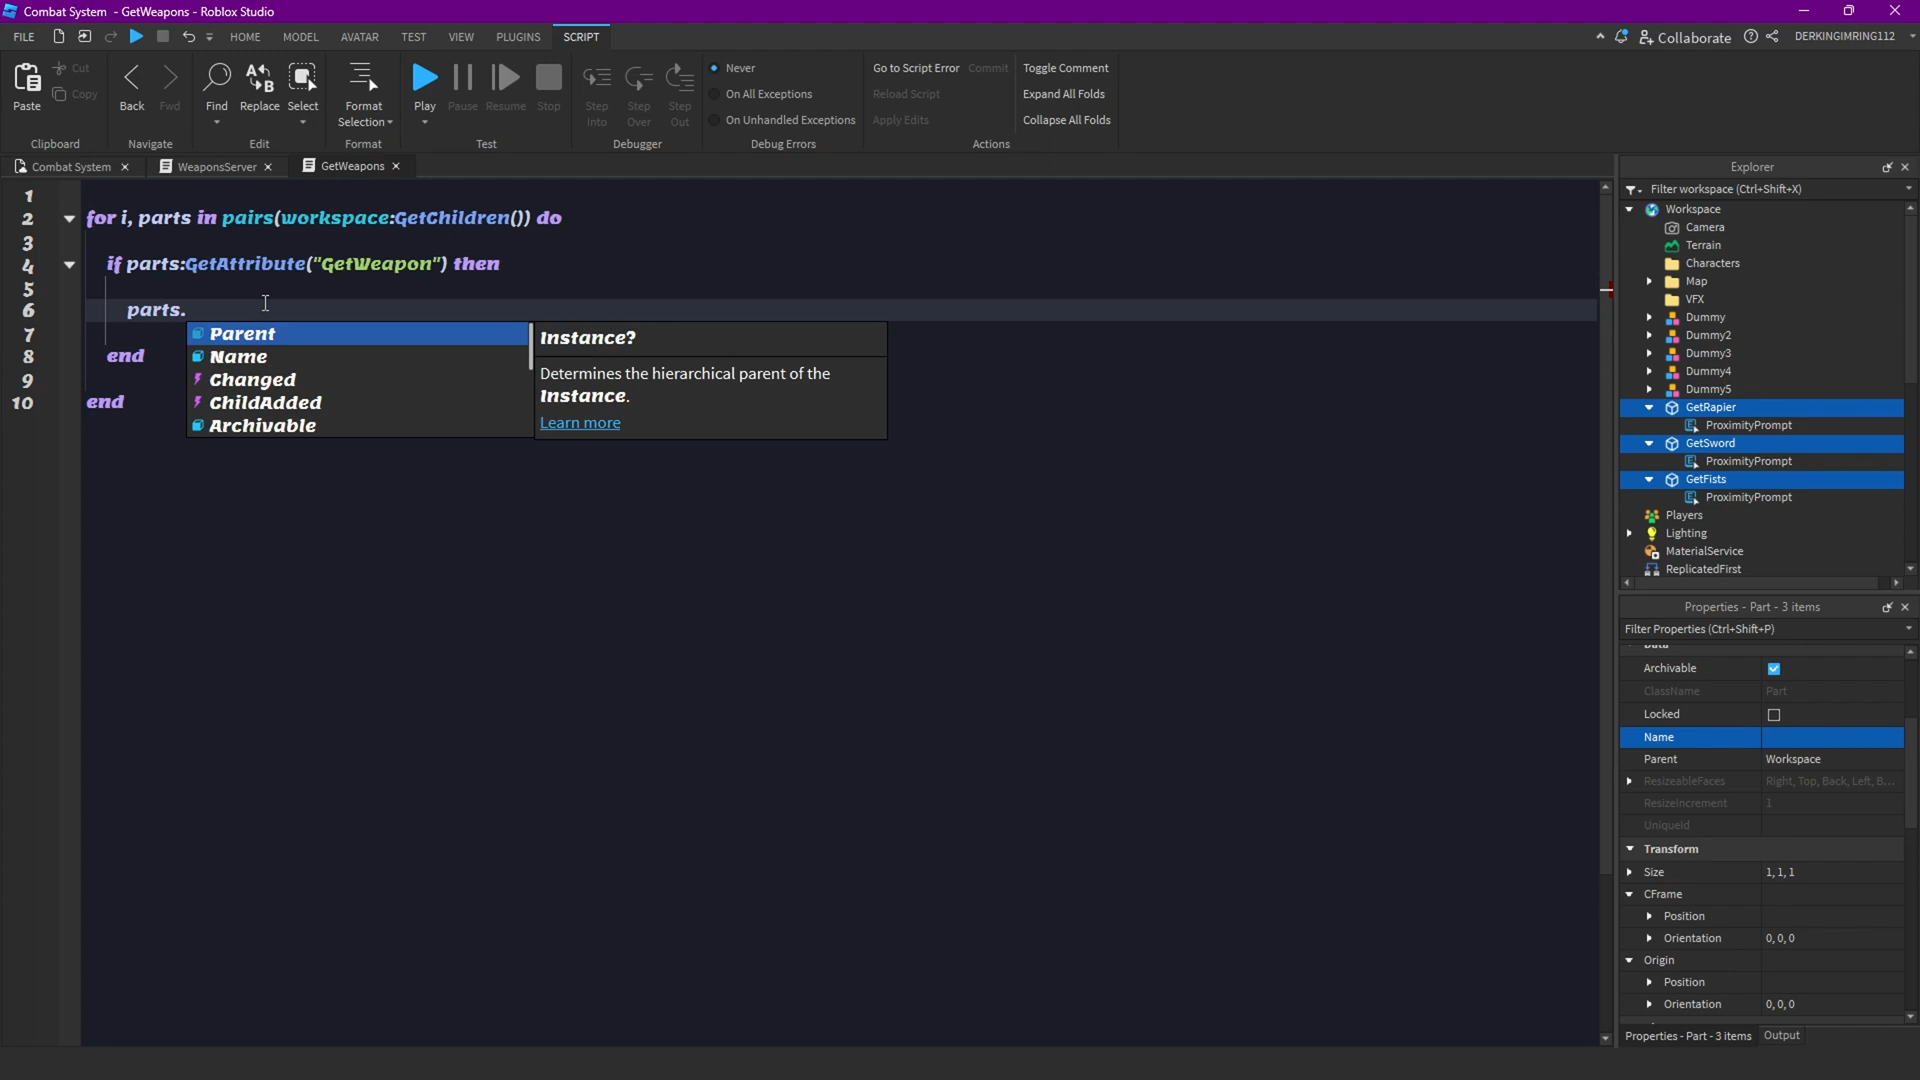 Combat System - GetWeapons - Roblox Studio
FILE
HOME
MODEL
AVATAR
TEST
VIEW
PLUGINS
SCRIPT
Collaborate
DERKINGIMRING112
Paste
Cut
Copy
Clipboard
Back
Fwd
Navigate
Find
Replace
Select
Edit
Format
Selection
Format
Play
Pause
Resume
Stop
Test
Step
Into
Step
Over
Step
Out
Debugger
Never
On All Exceptions
On Unhandled Exceptions
Debug Errors
Go to Script Error
Commit
Reload Script
Apply Edits
Toggle Comment
Expand All Folds
Collapse All Folds
Actions
Combat System
WeaponsServer
GetWeapons
1
2 for i, parts in pairs(workspace:GetChildren()) do
3
4 if parts:GetAttribute("GetWeapon") then
5
6 parts.
7
8 end
9
10 end
Parent
Name
Changed
ChildAdded
Archivable
Instance?
Determines the hierarchical parent of the
Instance.
Learn more
Explorer
Filter workspace (Ctrl+Shift+X)
Workspace
Camera
Terrain
Characters
Map
VFX
Dummy
Dummy2
Dummy3
Dummy4
Dummy5
GetRapier
ProximityPrompt
GetSword
ProximityPrompt
GetFists
ProximityPrompt
Players
Lighting
MaterialService
ReplicatedFirst
Properties - Part - 3 items
Filter Properties (Ctrl+Shift+P)
Data
Archivable
ClassName Part
Locked
Name
Parent Workspace
ResizeableFaces Right, Top, Back, Left, B...
ResizeIncrement 1
UniqueId
Transform
Size 1, 1, 1
CFrame
Position
Orientation 0, 0, 0
Origin
Position
Orientation 0, 0, 0
Properties - Part - 3 items
Output